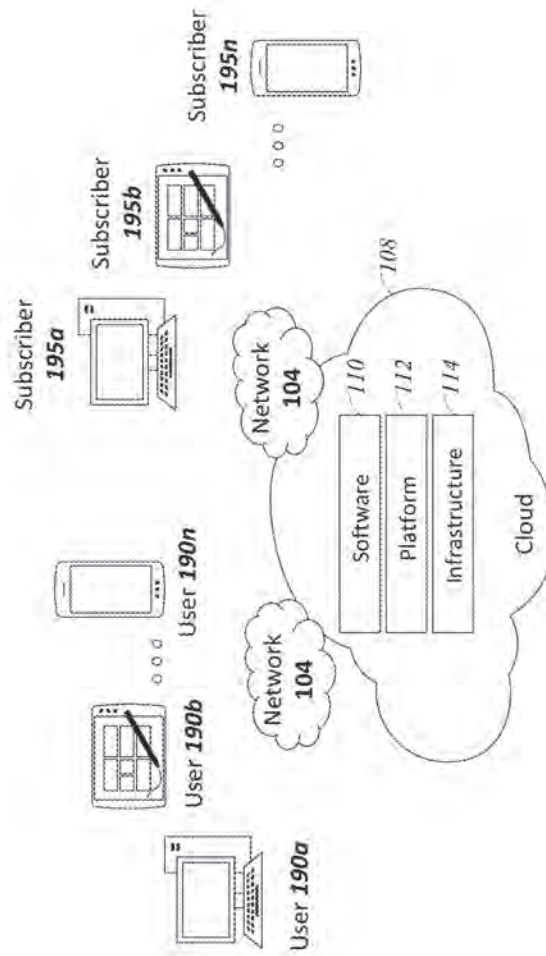 Subscriber
195a
Subscriber
195b
Subscriber
195n
User 190a
User 190b
User 190n
Network
104
Network
104
108
Software
110
Platform
112
Infrastructure
114
Cloud